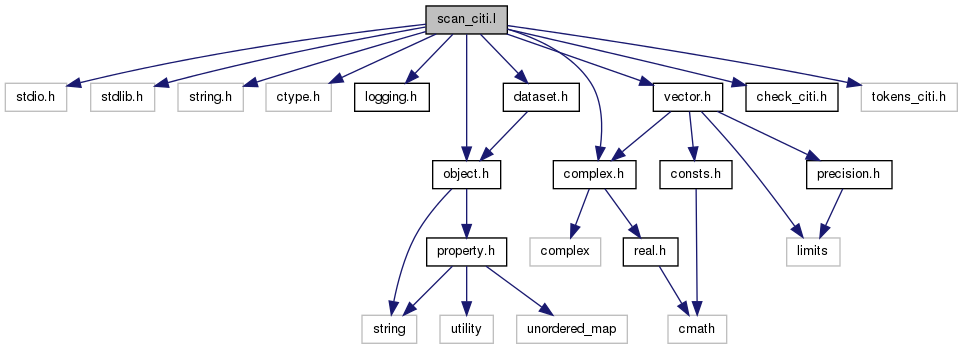 scan_citi.l
stdio.h
stdlib.h
string.h
ctype.h
logging.h
dataset.h
vector.h
check_citi.h
tokens_citi.h
object.h
complex.h
consts.h
precision.h
property.h
complex
real.h
limits
string
utility
unordered_map
cmath